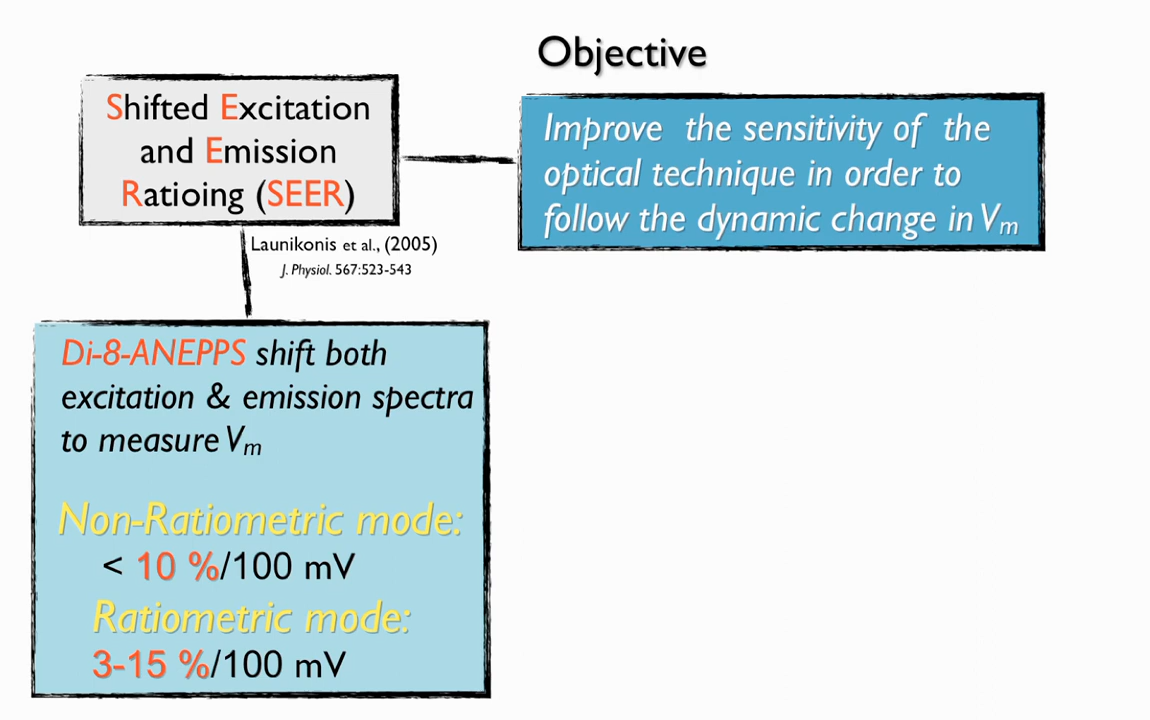 Objective
Shifted Excitation
and Emission
Ratioing (SEER)
Improve the sensitivity of the
optical technique in order to
follow the dynamic change in Vm
Launikonis et al., (2005)
J. Physiol. 567:523-543
Di-8-ANEPPS shift both
excitation & emission spectra
to measure Vm
Non-Ratiometric mode:
< 10 %/100 mV
Ratiometric mode:
3-15 %/100 mV